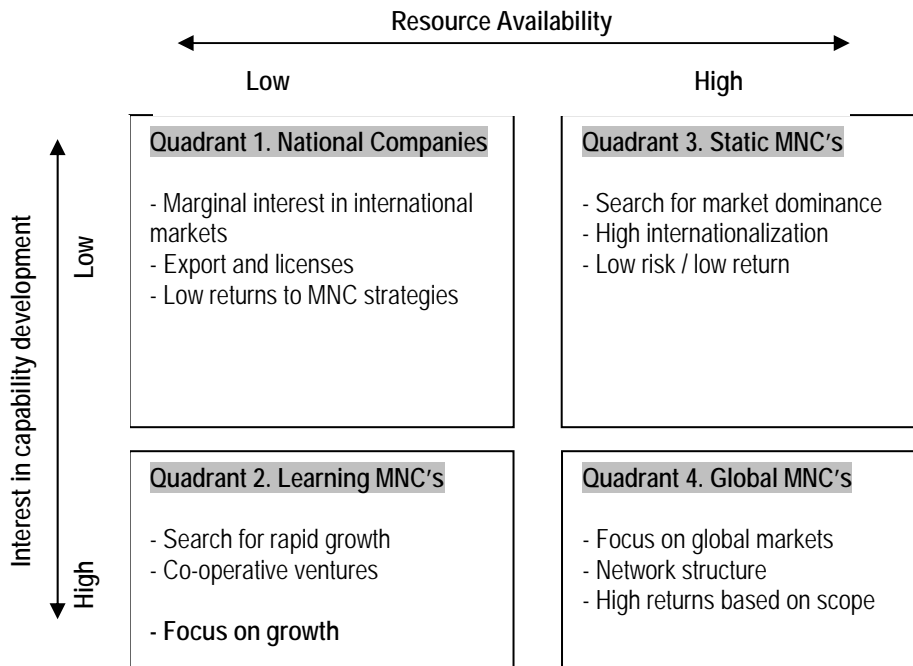 Resource Availability
Low
High
Interest in capability development
Low
High
Quadrant 1. National Companies
- Marginal interest in international
markets
- Export and licenses
- Low returns to MNC strategies
Quadrant 3. Static MNC's
- Search for market dominance
- High internationalization
- Low risk / low return
Quadrant 2. Learning MNC's
- Search for rapid growth
- Co-operative ventures
- Focus on growth
Quadrant 4. Global MNC's
- Focus on global markets
- Network structure
- High returns based on scope